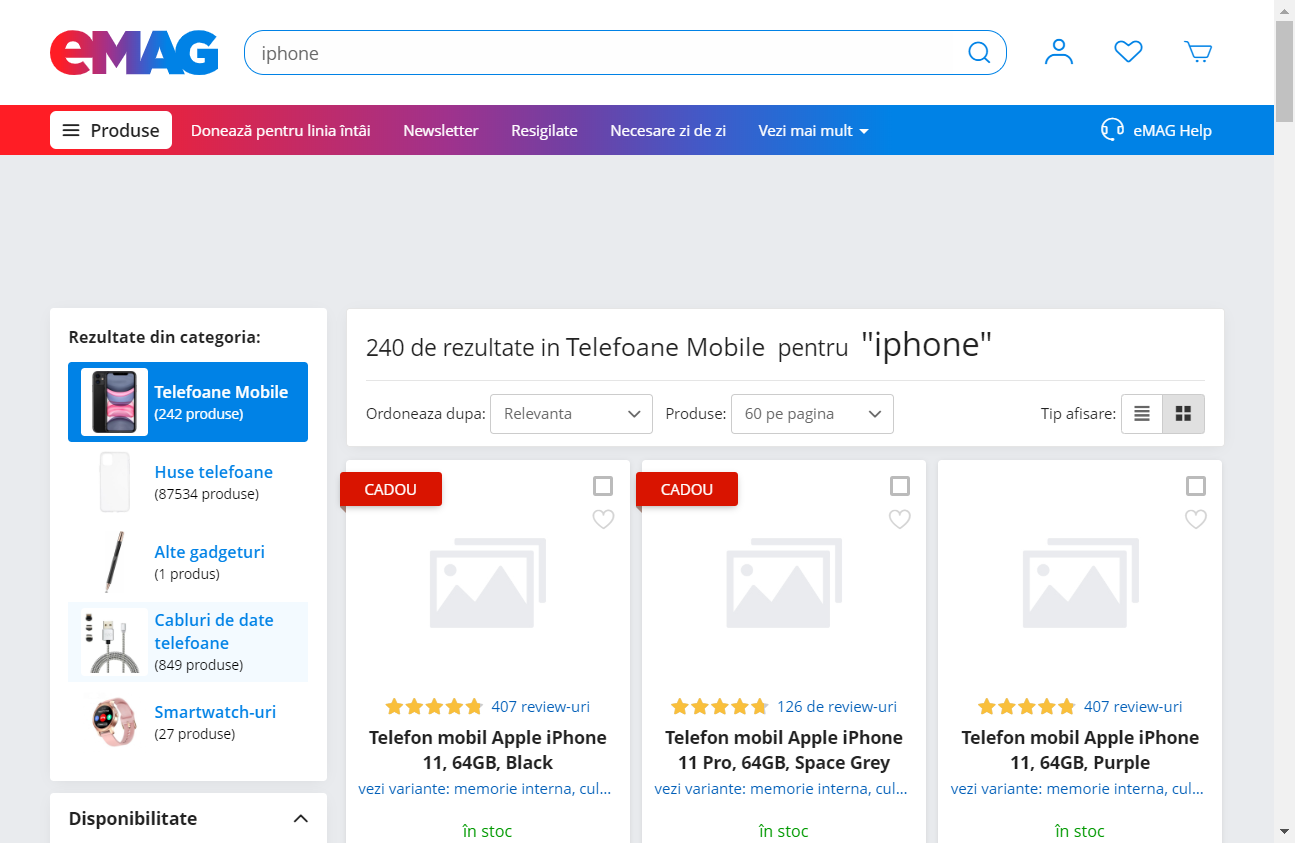 eMAG
iphone
Produse
Donează pentru linia întâi
Newsletter
Resigilate
Necesare zi de zi
Vezi mai mult
eMAG Help
Rezultate din categoria:
Telefoane Mobile
(242 produse)
Huse telefoane
(87534 produse)
Alte gadgeturi
(1 produs)
Cabluri de date
telefoane
(849 produse)
Smartwatch-uri
(27 produse)
Disponibilitate
240 de rezultate in Telefoane Mobile pentru "iphone"
Ordoneaza dupa: Relevanta Produse: 60 pe pagina Tip afisare:
CADOU
407 review-uri
Telefon mobil Apple iPhone
11, 64GB, Black
vezi variante: memorie interna, cul...
în stoc
CADOU
126 de review-uri
Telefon mobil Apple iPhone
11 Pro, 64GB, Space Grey
vezi variante: memorie interna, cul...
în stoc
407 review-uri
Telefon mobil Apple iPhone
11, 64GB, Purple
vezi variante: memorie interna, cul...
în stoc